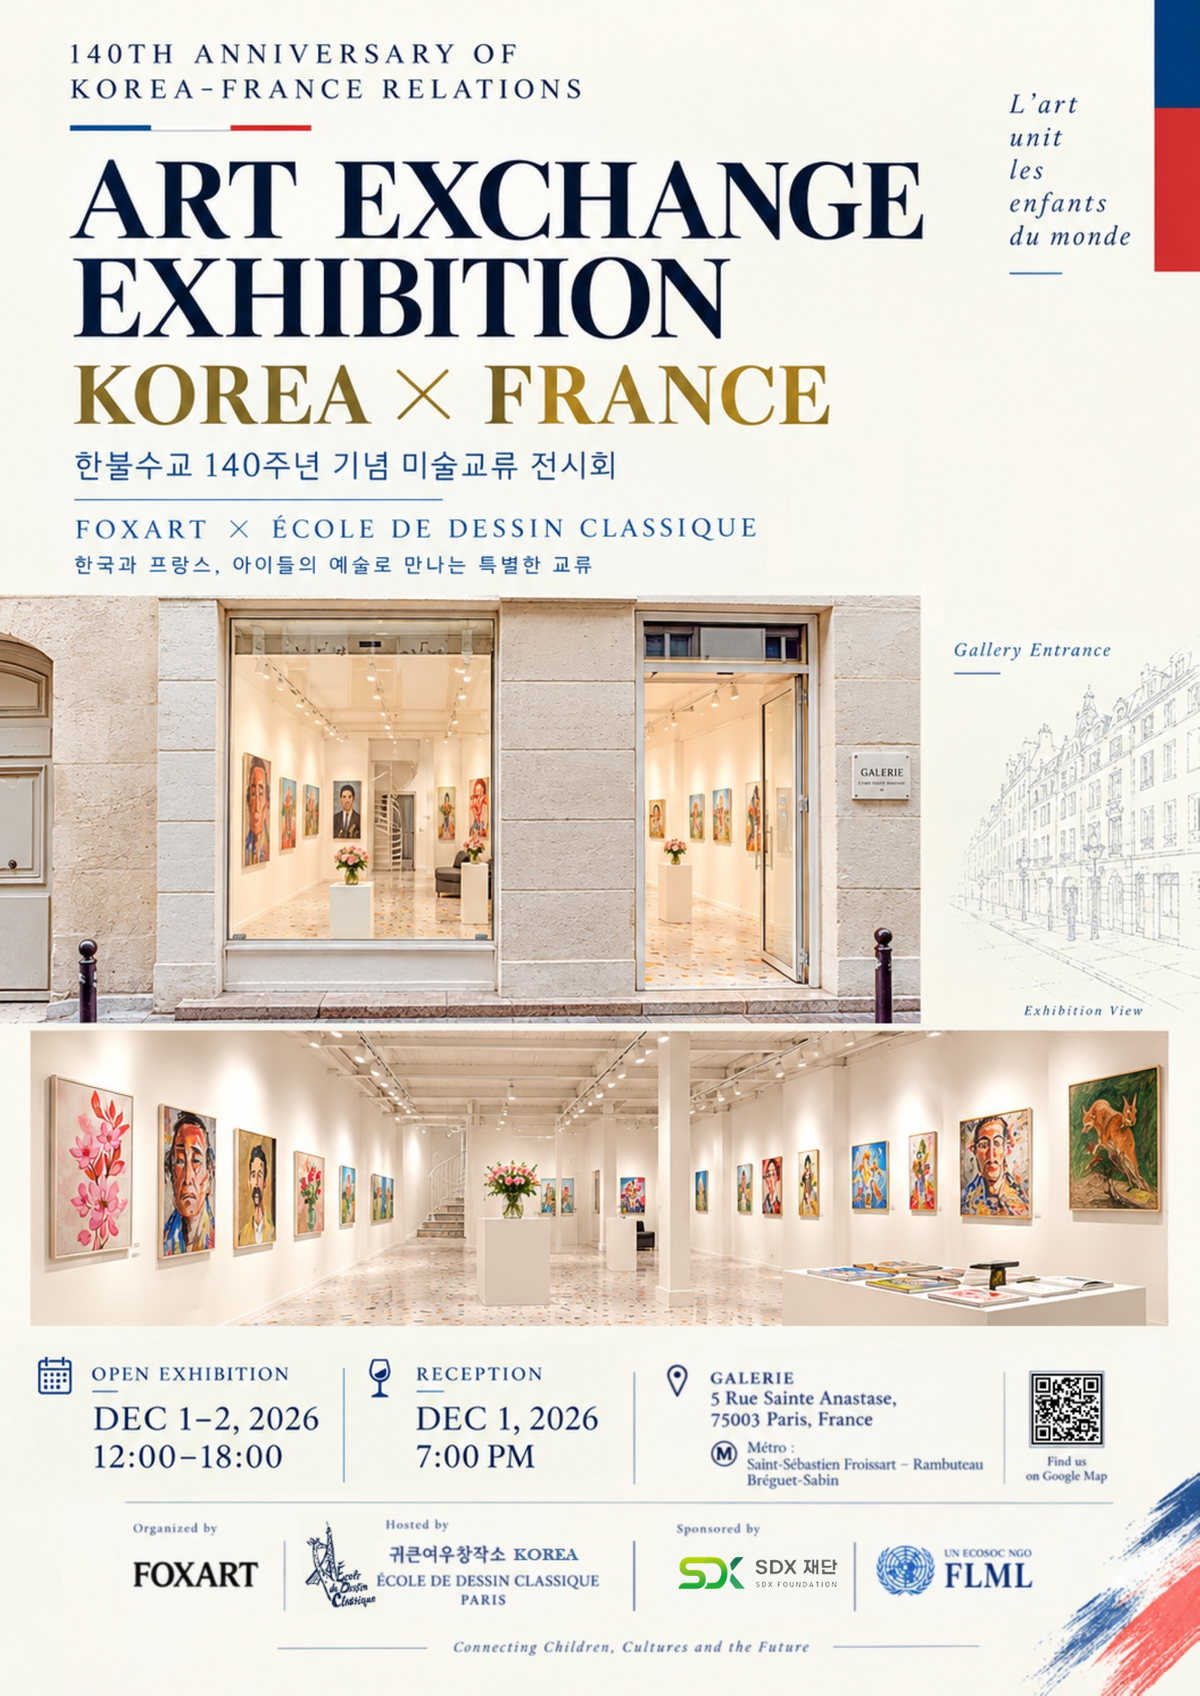 140TH ANNIVERSARY OF
KOREA–FRANCE RELATIONS
L'art
unit
les
enfants
du monde
ART EXCHANGE
EXHIBITION
KOREA × FRANCE
한불수교 140주년 기념 미술교류 전시회
FOXART × ÉCOLE DE DESSIN CLASSIQUE
한국과 프랑스, 아이들의 예술로 만나는 특별한 교류
Gallery Entrance
GALERIE
Exhibition View
OPEN EXHIBITION
DEC 1–2, 2026
12:00–18:00
RECEPTION
DEC 1, 2026
7:00 PM
GALERIE
5 Rue Sainte Anastase,
75003 Paris, France
M
Métro :
Saint-Sébastien Froissart – Rambuteau
Bréguet-Sabin
Find us
on Google Map
Organized by
FOXART
École
de Dessin
Classique
Hosted by
귀큰여우창작소 KOREA
ÉCOLE DE DESSIN CLASSIQUE
PARIS
Sponsored by
SDX
SDX 재단
SDX FOUNDATION
UN ECOSOC NGO
FLML
Connecting Children, Cultures and the Future